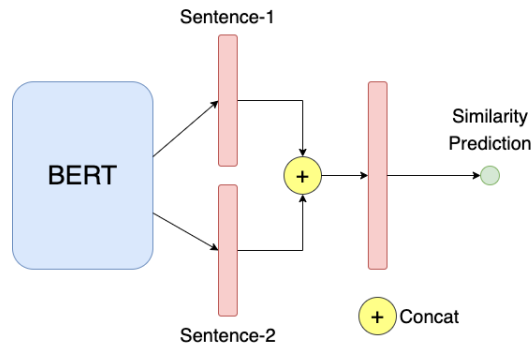 Sentence-1
BERT
+
Similarity
Prediction
Sentence-2
+
Concat